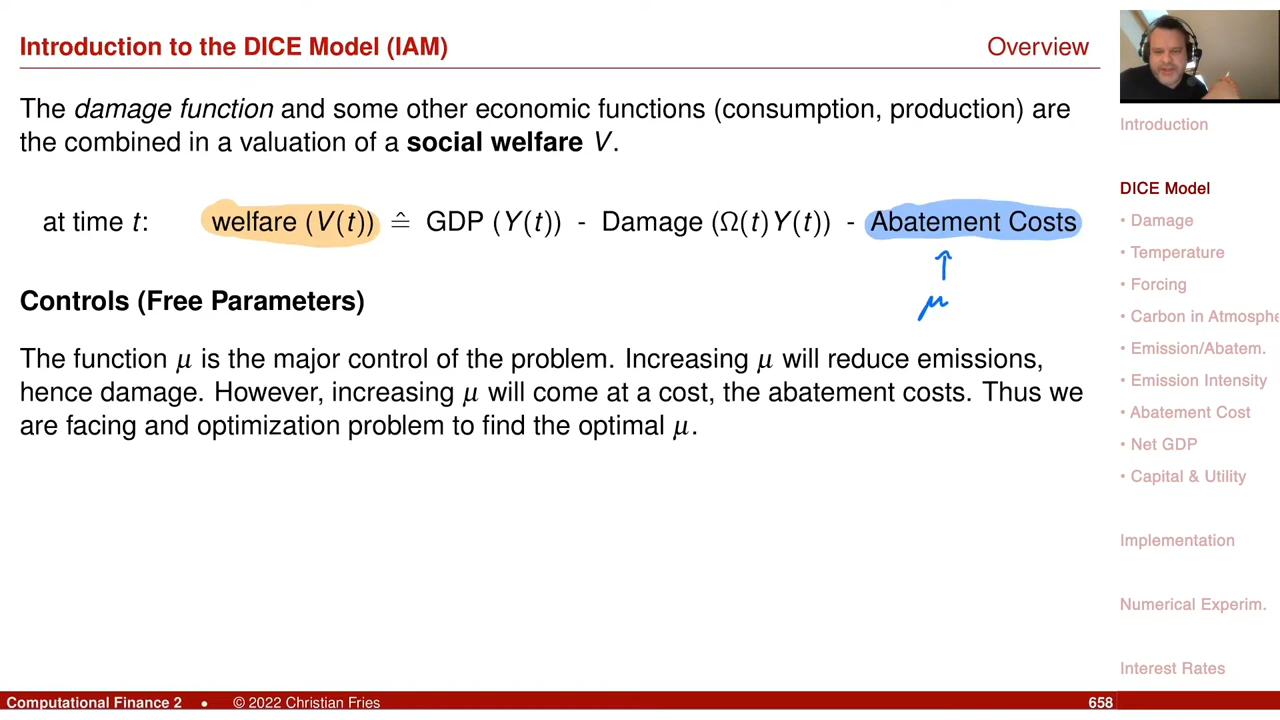 Introduction to the DICE Model (IAM)
Overview
The damage function and some other economic functions (consumption, production) are
the combined in a valuation of a social welfare V.
at time t: welfare (V(t)) ≙ GDP (Y(t)) - Damage (Ω(t)Y(t)) - Abatement Costs
↑
μ
Controls (Free Parameters)
The function μ is the major control of the problem. Increasing μ will reduce emissions,
hence damage. However, increasing μ will come at a cost, the abatement costs. Thus we
are facing and optimization problem to find the optimal μ.
Introduction
DICE Model
• Damage
• Temperature
• Forcing
• Carbon in Atmosphe
• Emission/Abatem.
• Emission Intensity
• Abatement Cost
• Net GDP
• Capital & Utility
Implementation
Numerical Experim.
Interest Rates
Computational Finance 2 • © 2022 Christian Fries
658